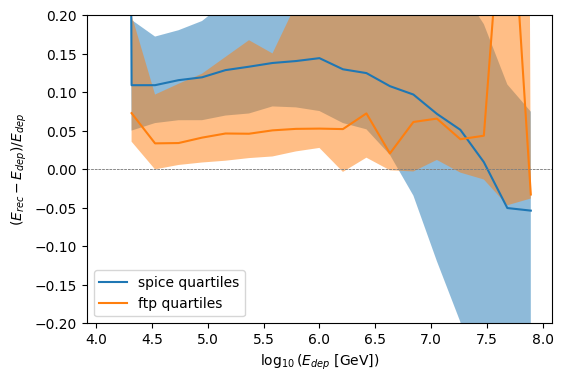 0.20
0.15
0.10
0.05
0.00
−0.05
−0.10
−0.15
−0.20
(E_rec − E_dep)/E_dep
spice quartiles
ftp quartiles
4.0 4.5 5.0 5.5 6.0 6.5 7.0 7.5 8.0
log₁₀(E_dep [GeV])